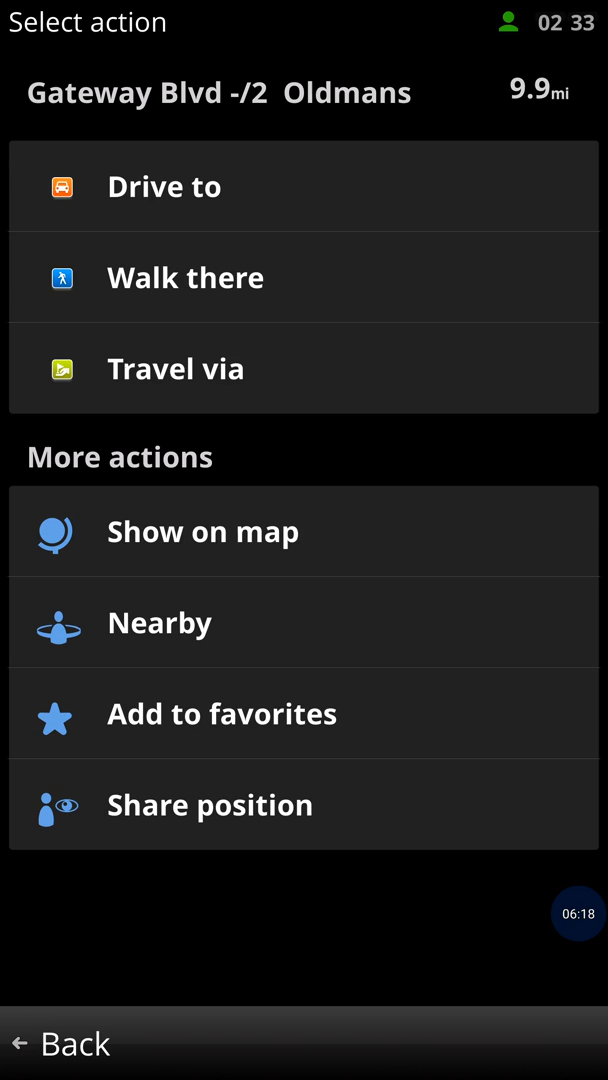 Select action
02 33
Gateway Blvd -/2  Oldmans
9.9mi
Drive to
Walk there
Travel via
More actions
Show on map
Nearby
Add to favorites
Share position
06:18
Back